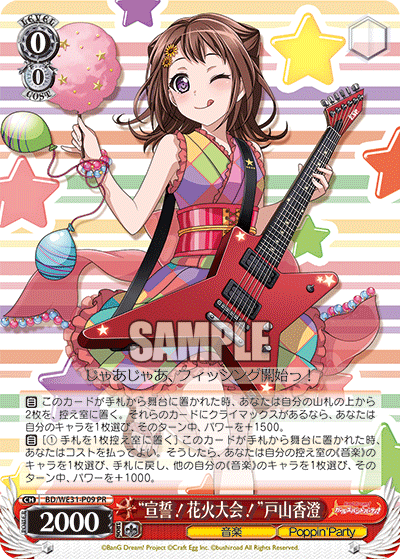 LEVEL
0
0
COST
SAMPLE
じゃあじゃあ、フィッシング開始っ！
自 このカードが手札から舞台に置かれた時、あなたは自分の山札の上から
2枚を、控え室に置く。それらのカードにクライマックスがあるなら、あなたは
自分のキャラを1枚選び、そのターン中、パワーを＋1500。
自 [① 手札を1枚控え室に置く] このカードが手札から舞台に置かれた時、
あなたはコストを払ってよい。そうしたら、あなたは自分の控え室の《音楽》の
キャラを1枚選び、手札に戻し、他の自分の《音楽》のキャラを1枚選び、そのター
ン中、パワーを＋1000。
CH BD/WE31-P09 PR
2000
“宣誓！花火大会！”戸山香澄
音楽
Poppin'Party
©BanG Dream! Project ©Craft Egg Inc. ©bushiroad All Rights Reserved.